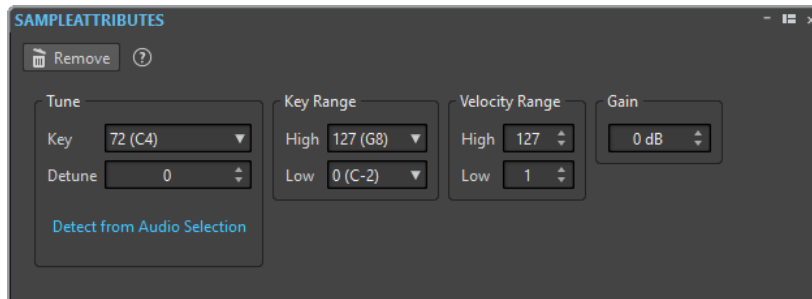 SAMPLEATTRIBUTES
Remove ?
Tune
Key 72 (C4)
Detune 0
Detect from Audio Selection
Key Range
High 127 (G8)
Low 0 (C-2)
Velocity Range
High 127
Low 1
Gain
0 dB